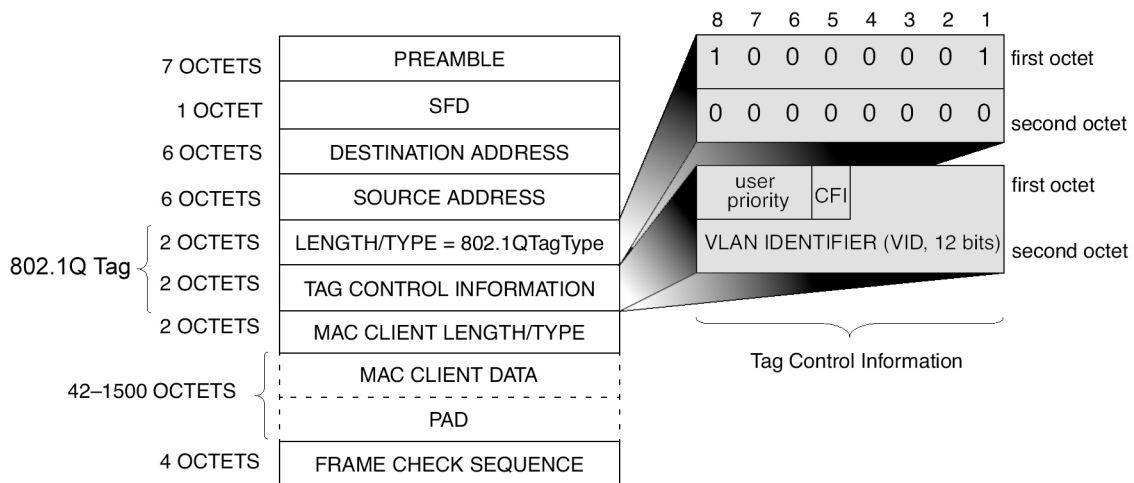 8 7 6 5 4 3 2 1
7 OCTETS PREAMBLE
1 0 0 0 0 0 0 1 first octet
1 OCTET SFD
0 0 0 0 0 0 0 0 second octet
6 OCTETS DESTINATION ADDRESS
6 OCTETS SOURCE ADDRESS
802.1Q Tag
2 OCTETS LENGTH/TYPE = 802.1QTagType
2 OCTETS TAG CONTROL INFORMATION
2 OCTETS MAC CLIENT LENGTH/TYPE
42–1500 OCTETS
MAC CLIENT DATA
PAD
4 OCTETS FRAME CHECK SEQUENCE
user
priority
CFI
first octet
VLAN IDENTIFIER (VID, 12 bits)
second octet
Tag Control Information